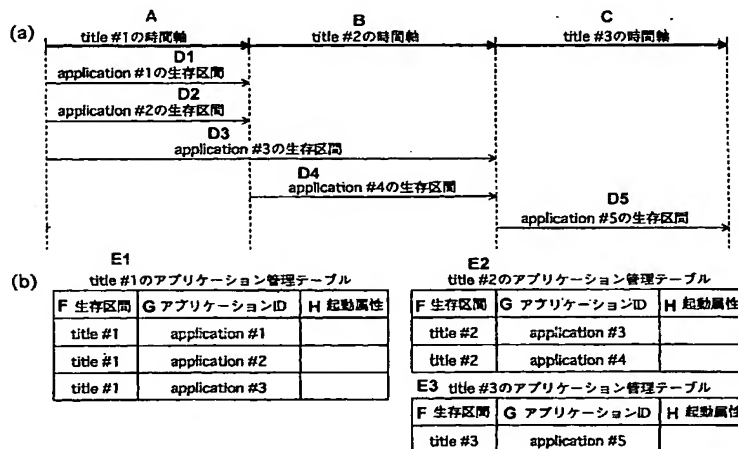 A B C
(a) title #1の時間軸 title #2の時間軸 title #3の時間軸
D1
application #1の生存区間
D2
application #2の生存区間
D3
application #3の生存区間
D4
application #4の生存区間
D5
application #5の生存区間
E1
(b) title #1のアプリケーション管理テーブル
F 生存区間 G アプリケーションID H 起動属性
title #1 application #1
title #1 application #2
title #1 application #3
E2
title #2のアプリケーション管理テーブル
F 生存区間 G アプリケーションID H 起動属性
title #2 application #3
title #2 application #4
E3 title #3のアプリケーション管理テーブル
F 生存区間 G アプリケーションID H 起動属性
title #3 application #5